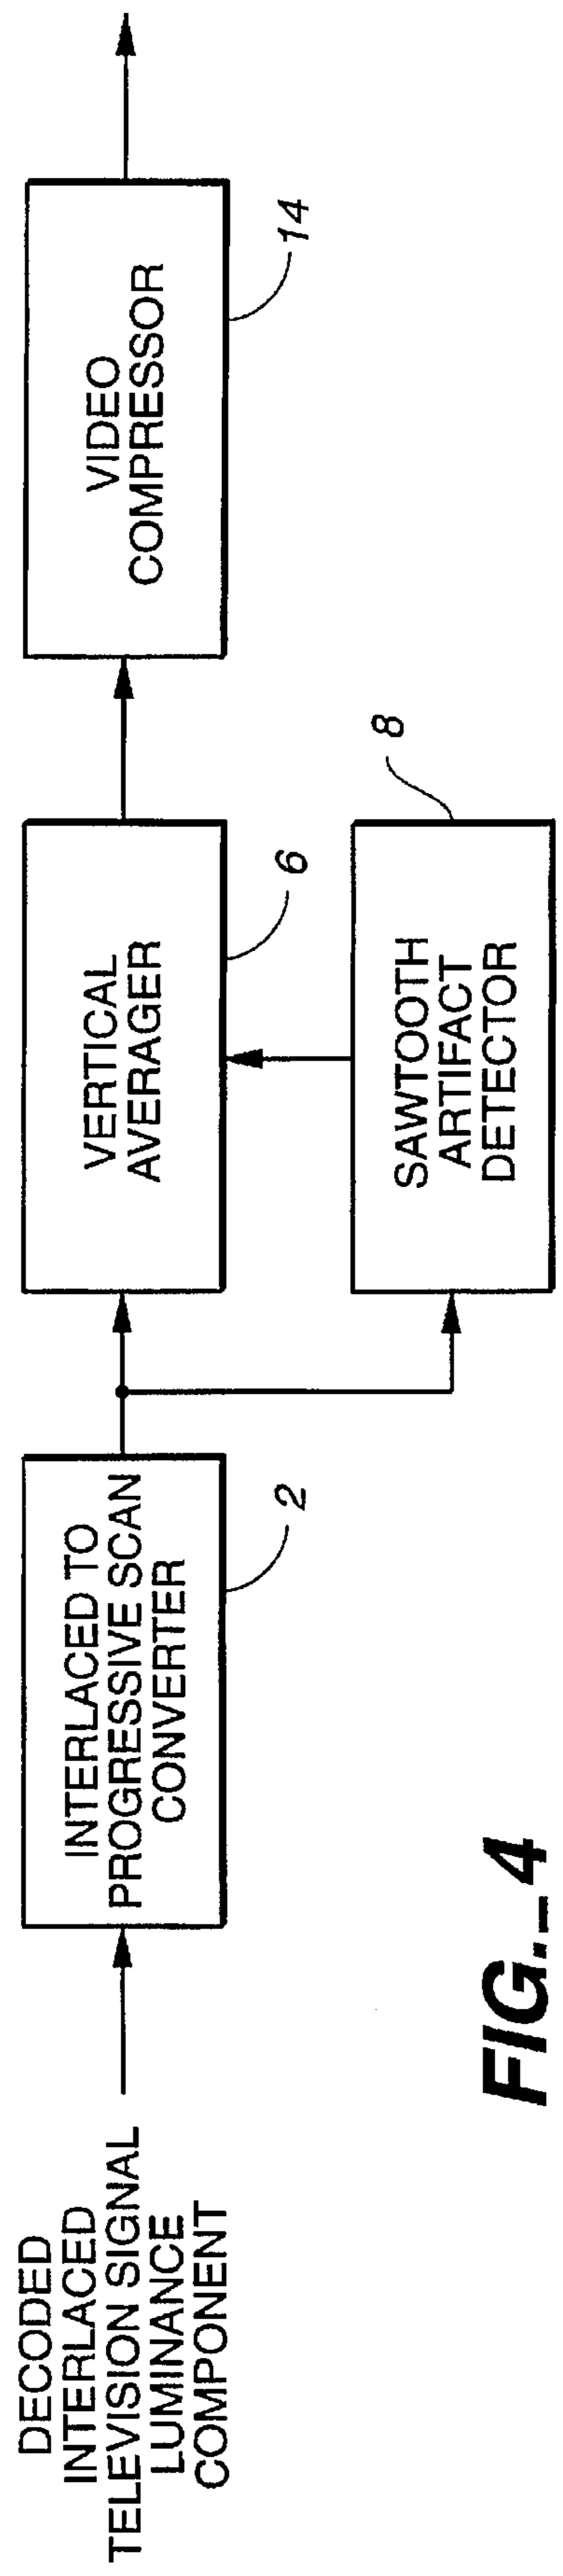 DECODED
INTERLACED
TELEVISION SIGNAL
LUMINANCE
COMPONENT
INTERLACED TO
PROGRESSIVE SCAN
CONVERTER
2
VERTICAL
AVERAGER
6
SAWTOOTH
ARTIFACT
DETECTOR
8
VIDEO
COMPRESSOR
14
FIG._4